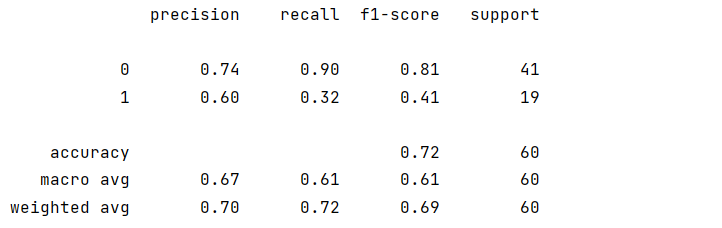 precision recall f1-score support
0 0.74 0.90 0.81 41
1 0.60 0.32 0.41 19
accuracy 0.72 60
macro avg 0.67 0.61 0.61 60
weighted avg 0.70 0.72 0.69 60